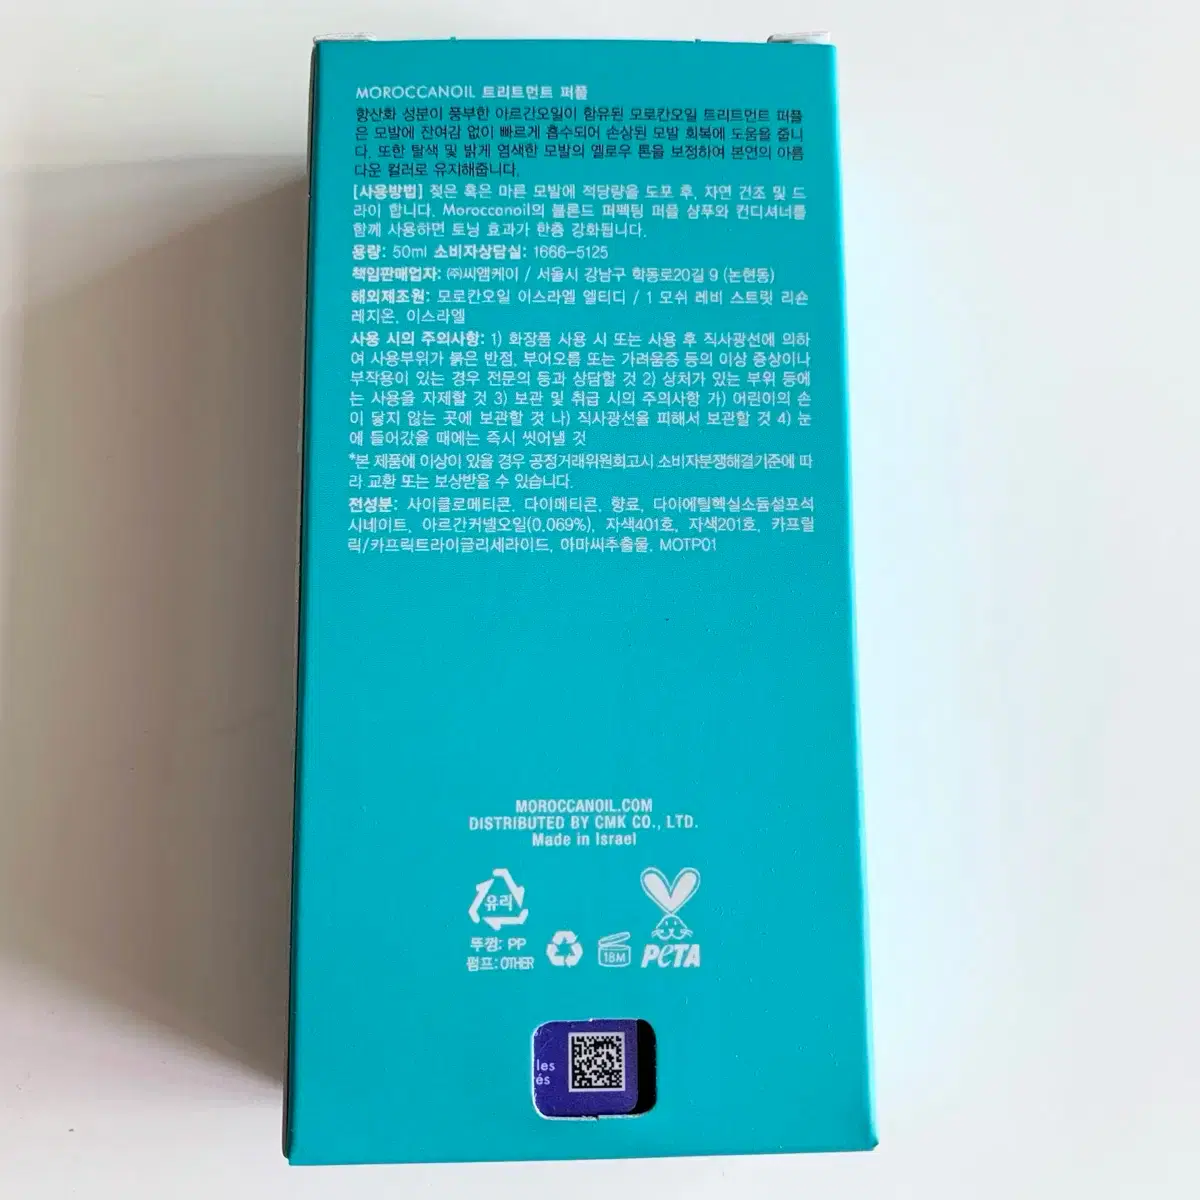 MOROCCANOIL 트리트먼트 퍼플
항산화 성분이 풍부한 아르간오일이 함유된 모로칸오일 트리트먼트 퍼플
은 모발에 잔여감 없이 빠르게 흡수되어 손상된 모발 회복에 도움을 줍니
다. 또한 탈색 및 밝게 염색한 모발의 옐로우 톤을 보정하여 본연의 아름
다운 컬러로 유지해줍니다.
[사용방법] 젖은 혹은 마른 모발에 적당량을 도포 후, 자연 건조 및 드
라이 합니다. Moroccanoil의 블론드 퍼펙팅 퍼플 샴푸와 컨디셔너를
함께 사용하면 토닝 효과가 한층 강화됩니다.
용량: 50ml 소비자상담실: 1666-5125
책임판매업자: ㈜씨앰케이 / 서울시 강남구 학동로20길 9 (논현동)
해외제조원: 모로칸오일 이스라엘 엘티디 / 1 모쉬 레비 스트릿 리숀
레지온, 이스라엘
사용 시의 주의사항: 1) 화장품 사용 시 또는 사용 후 직사광선에 의하
여 사용부위가 붉은 반점, 부어오름 또는 가려움증 등의 이상 증상이나
부작용이 있는 경우 전문의 등과 상담할 것 2) 상처가 있는 부위 등에
는 사용을 자제할 것 3) 보관 및 취급 시의 주의사항 가) 어린이의 손
이 닿지 않는 곳에 보관할 것 나) 직사광선을 피해서 보관할 것 4) 눈
에 들어갔을 때에는 즉시 씻어낼 것
*본 제품에 이상이 있을 경우 공정거래위원회고시 소비자분쟁해결기준에 따
라 교환 또는 보상받을 수 있습니다.
전성분: 사이클로메티콘, 다이메티콘, 향료, 다이에틸헥실소듐설포석
시네이트, 아르간커넬오일(0.069%), 자색401호, 자색201호, 카프릴
릭/카프릭트라이글리세라이드, 아마씨추출물, MOTP01
MOROCCANOIL.COM
DISTRIBUTED BY CMK CO., LTD.
Made in Israel
유리
뚜껑: PP
펌프: OTHER
18M
PETA
les
és